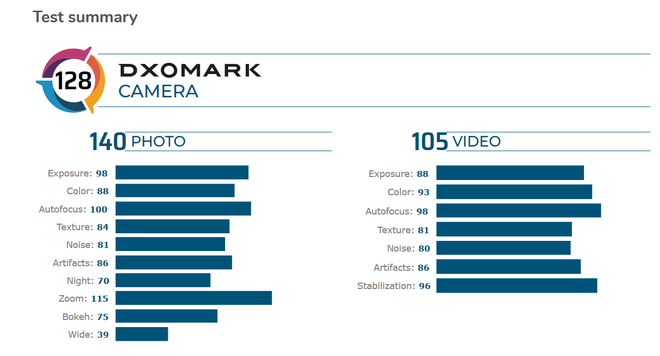 Test summary
128
DXOMARK
CAMERA
140 PHOTO
Exposure: 98
Color: 88
Autofocus: 100
Texture: 84
Noise: 81
Artifacts: 86
Night: 70
Zoom: 115
Bokeh: 75
Wide: 39
105 VIDEO
Exposure: 88
Color: 93
Autofocus: 98
Texture: 81
Noise: 80
Artifacts: 86
Stabilization: 96